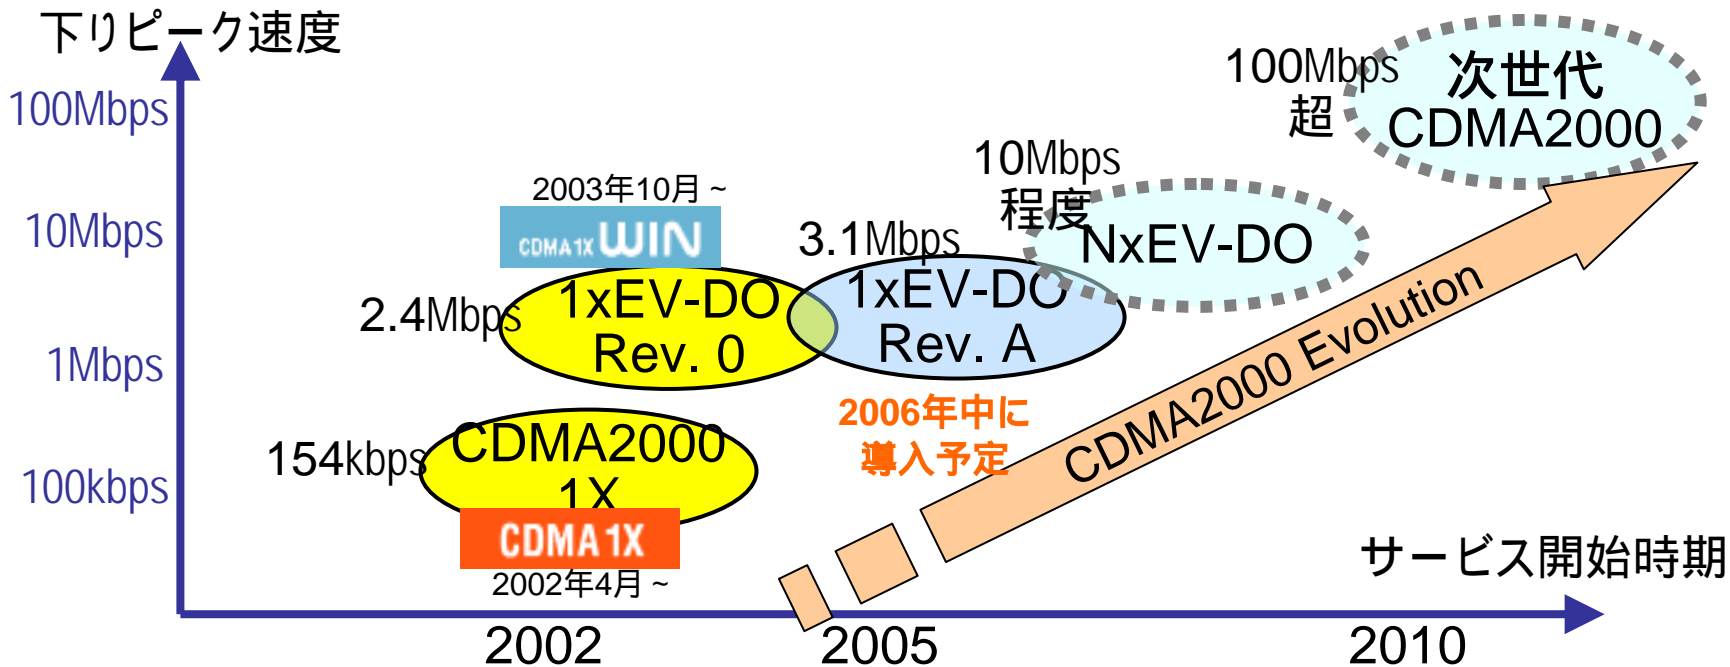 下りピーク速度
100Mbps
10Mbps
1Mbps
100kbps
100Mbps
超
次世代
CDMA2000
10Mbps
程度
NxEV-DO
2003年10月 ~
CDMA1X WIN
3.1Mbps
2.4Mbps
1xEV-DO
Rev. 0
1xEV-DO
Rev. A
2006年中に
導入予定
154kbps
CDMA2000
1X
CDMA 1X
2002年4月 ~
CDMA2000 Evolution
サービス開始時期
2002
2005
2010